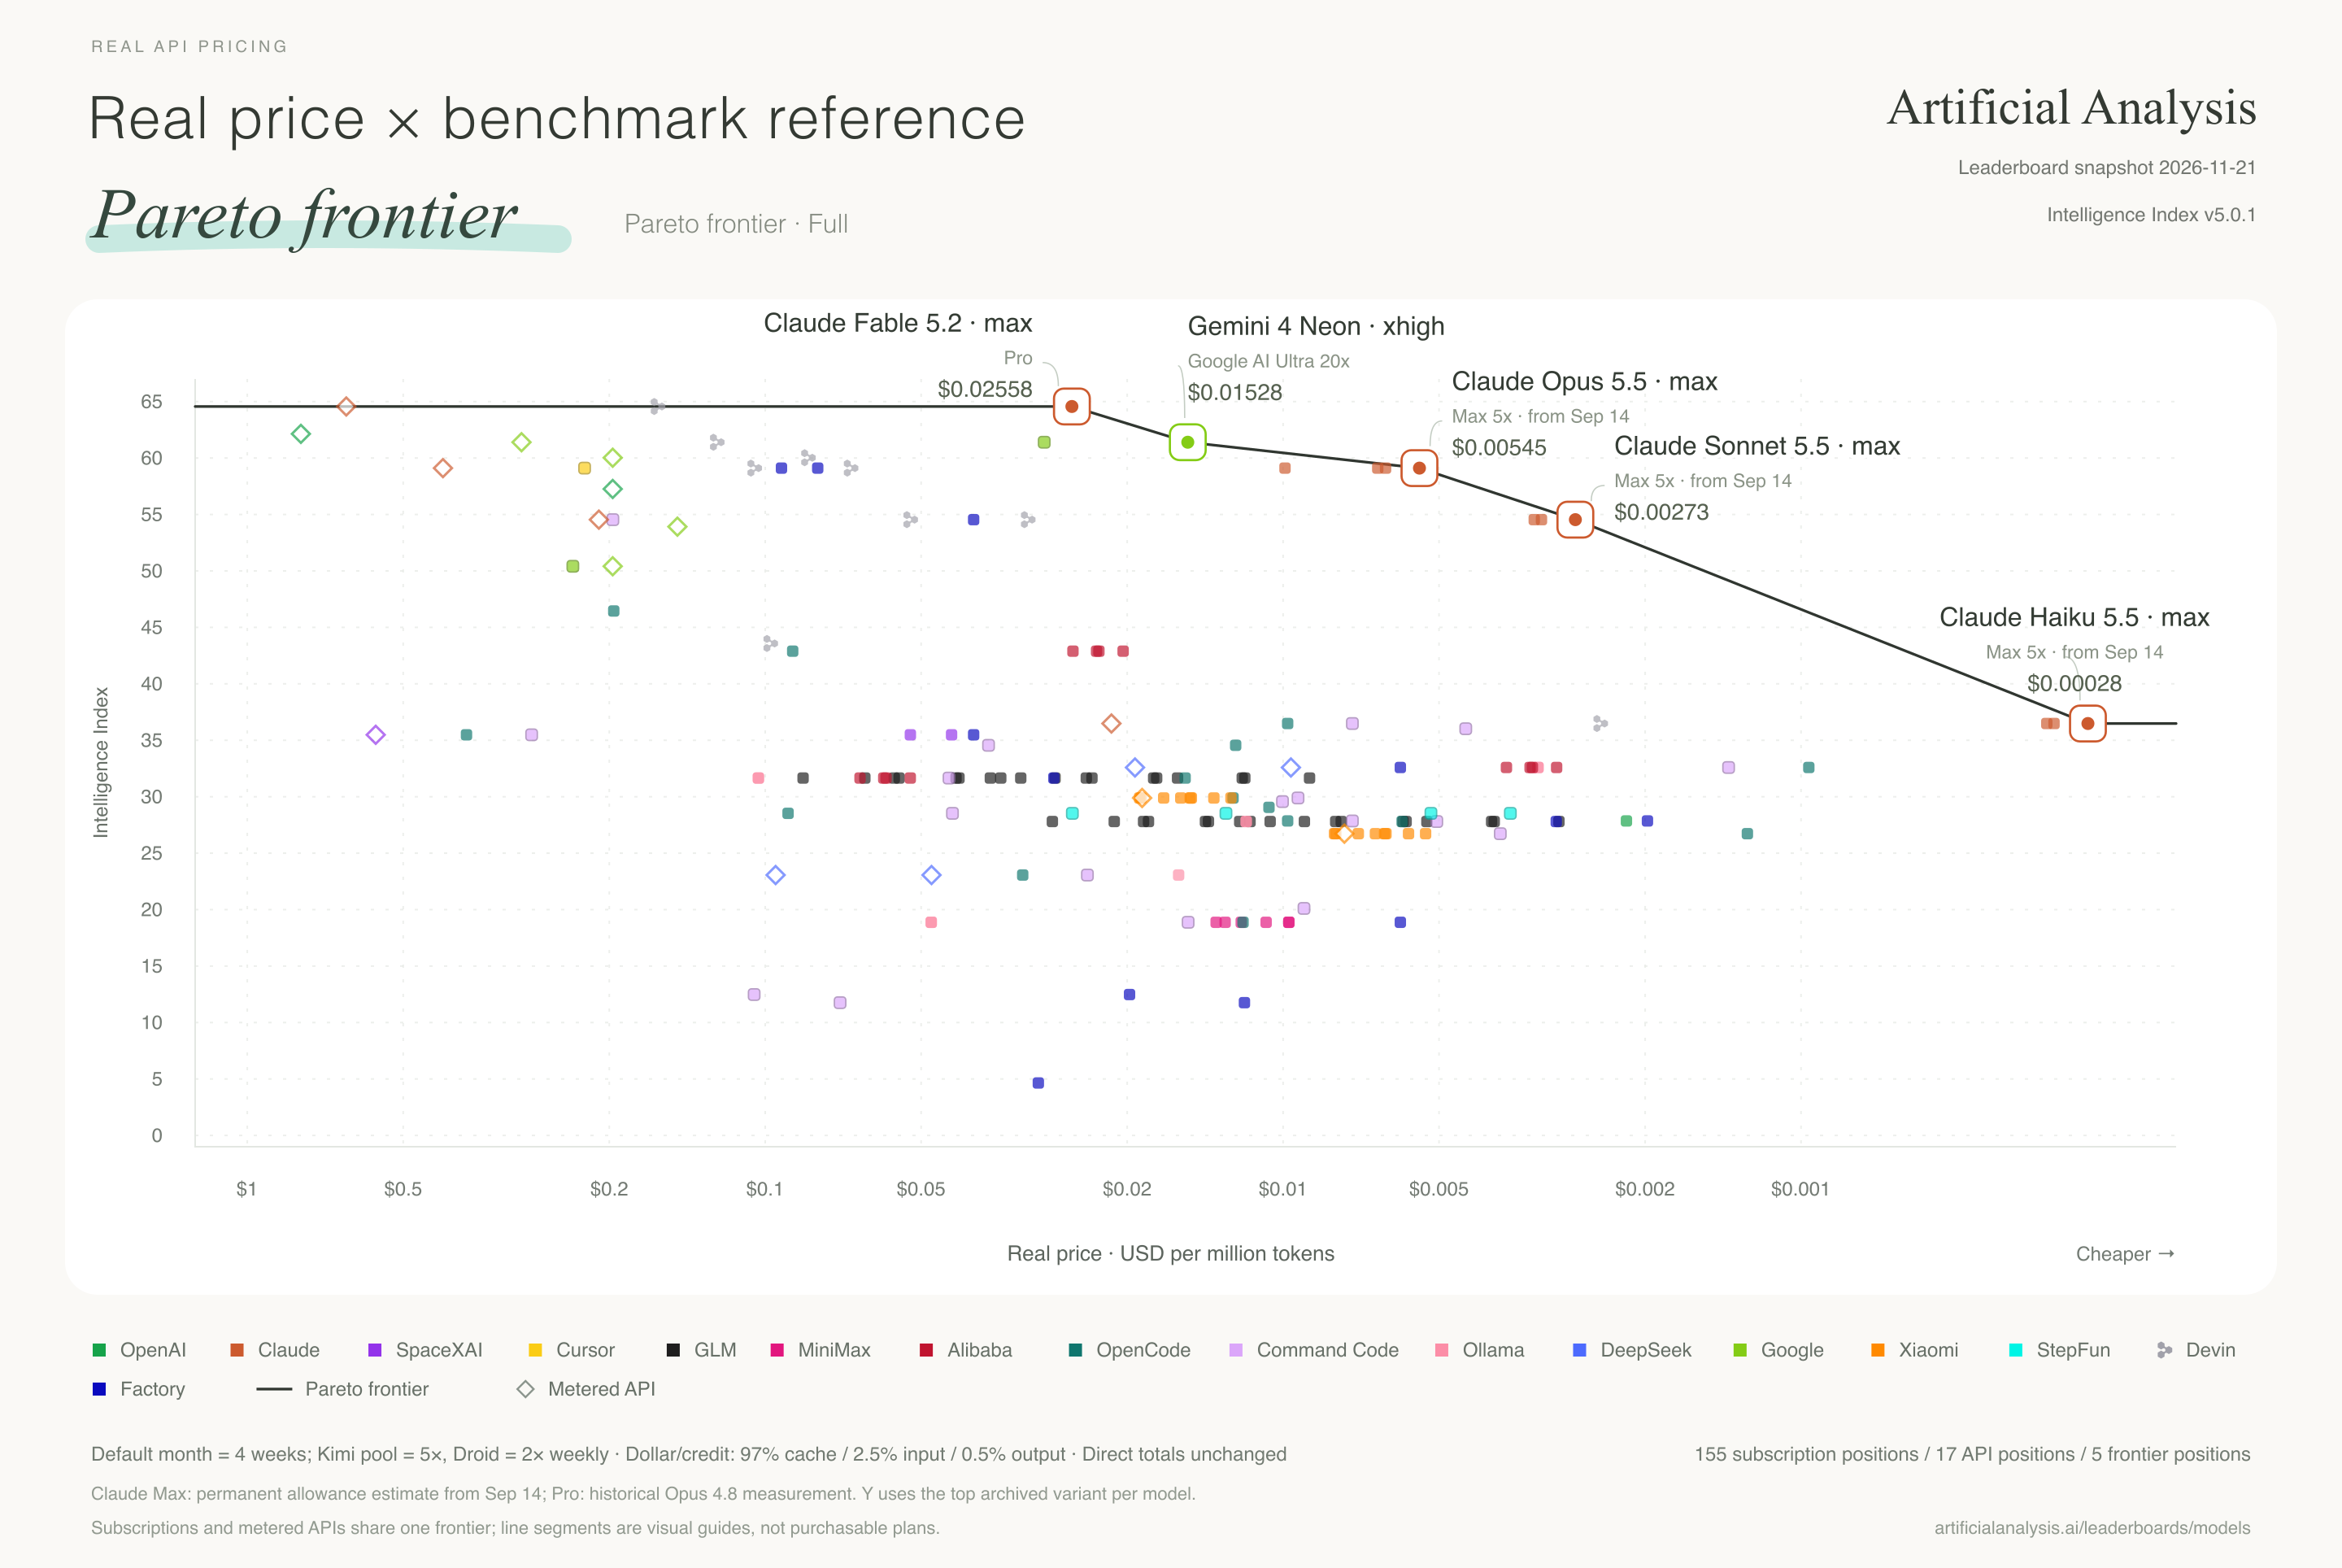 REAL API PRICING
Real price × benchmark reference
Pareto frontier
Pareto frontier · Full
Artificial Analysis
Leaderboard snapshot 2026-11-21
Intelligence Index v5.0.1
Claude Fable 5.2 · max
Pro
$0.02558
Gemini 4 Neon · xhigh
Google AI Ultra 20x
$0.01528
Claude Opus 5.5 · max
Max 5x · from Sep 14
$0.00545
Claude Sonnet 5.5 · max
Max 5x · from Sep 14
$0.00273
Claude Haiku 5.5 · max
Max 5x · from Sep 14
$0.00028
Intelligence Index
65
60
55
50
45
40
35
30
25
20
15
10
5
0
$1 $0.5 $0.2 $0.1 $0.05 $0.02 $0.01 $0.005 $0.002 $0.001
Real price · USD per million tokens
Cheaper →
OpenAI Claude SpaceXAI Cursor GLM MiniMax Alibaba OpenCode Command Code Ollama DeepSeek Google Xiaomi StepFun Devin
Factory Pareto frontier Metered API
Default month = 4 weeks; Kimi pool = 5×, Droid = 2× weekly · Dollar/credit: 97% cache / 2.5% input / 0.5% output · Direct totals unchanged
155 subscription positions / 17 API positions / 5 frontier positions
Claude Max: permanent allowance estimate from Sep 14; Pro: historical Opus 4.8 measurement. Y uses the top archived variant per model.
Subscriptions and metered APIs share one frontier; line segments are visual guides, not purchasable plans.
artificialanalysis.ai/leaderboards/models